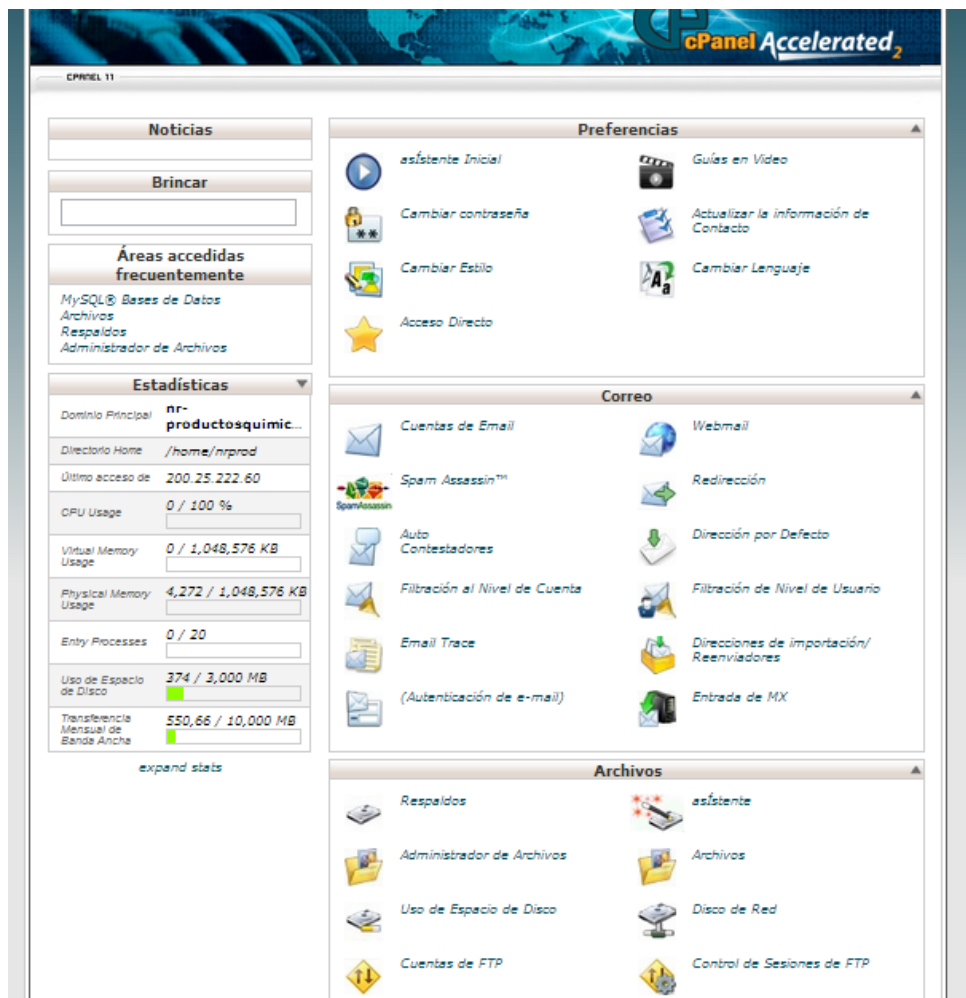 cPanel Accelerated2
CPANEL 11
Noticias
Brincar
Áreas accedidas
frecuentemente
MySQL® Bases de Datos
Archivos
Respaldos
Administrador de Archivos
Estadísticas
Dominio Principal nr-
productosquimic...
Directorio Home /home/nrprod
Último acceso de 200.25.222.60
CPU Usage 0 / 100 %
Virtual Memory
Usage 0 / 1,048,576 KB
Physical Memory
Usage 4,272 / 1,048,576 KB
Entry Processes 0 / 20
Uso de Espacio
de Disco 374 / 3,000 MB
Transferencia
Mensual de
Banda Ancha 550,66 / 10,000 MB
expand stats
Preferencias
asÍstente Inicial
Guías en Video
Cambiar contraseña
Actualizar la información de
Contacto
Cambiar Estilo
Cambiar Lenguaje
Acceso Directo
Correo
Cuentas de Email
Webmail
Spam Assassin™
SpamAssassin
Redirección
Auto
Contestadores
Dirección por Defecto
Filtración al Nivel de Cuenta
Filtración de Nivel de Usuario
Email Trace
Direcciones de importación/
Reenviadores
(Autenticación de e-mail)
Entrada de MX
Archivos
Respaldos
asÍstente
Administrador de Archivos
Archivos
Uso de Espacio de Disco
Disco de Red
Cuentas de FTP
Control de Sesiones de FTP